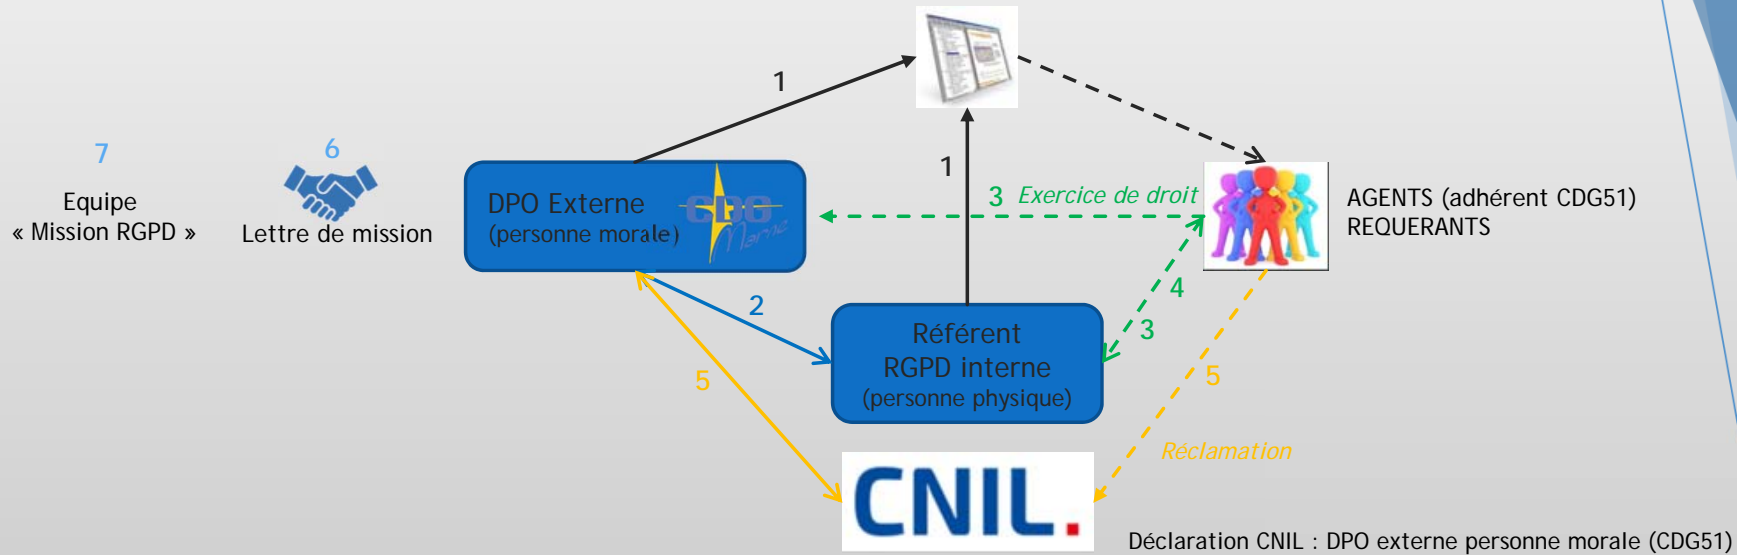 1
7
6
1
Equipe
« Mission RGPD »
Lettre de mission
DPO Externe
(personne morale)
CDG
Marne
3 Exercice de droit
AGENTS (adhérent CDG51)
REQUERANTS
2
4
3
Référent
RGPD interne
(personne physique)
5
5
Réclamation
CNIL.
Déclaration CNIL : DPO externe personne morale (CDG51)